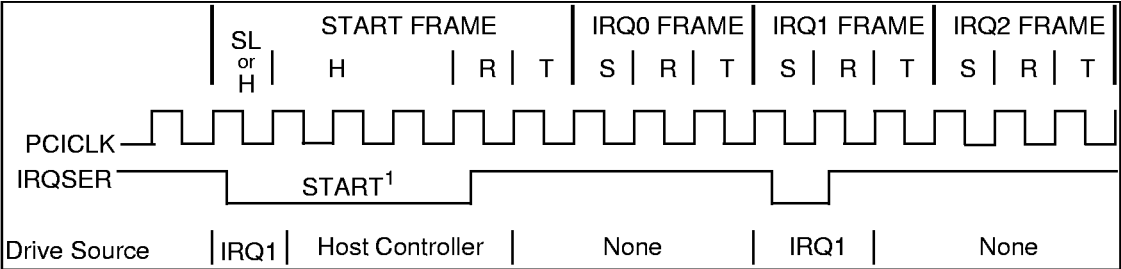 START FRAME IRQ0 FRAME IRQ1 FRAME IRQ2 FRAME
SL
or
H
H R T S R T S R T S R T
PCICLK
IRQSER
START1
Drive Source IRQ1 Host Controller None IRQ1 None